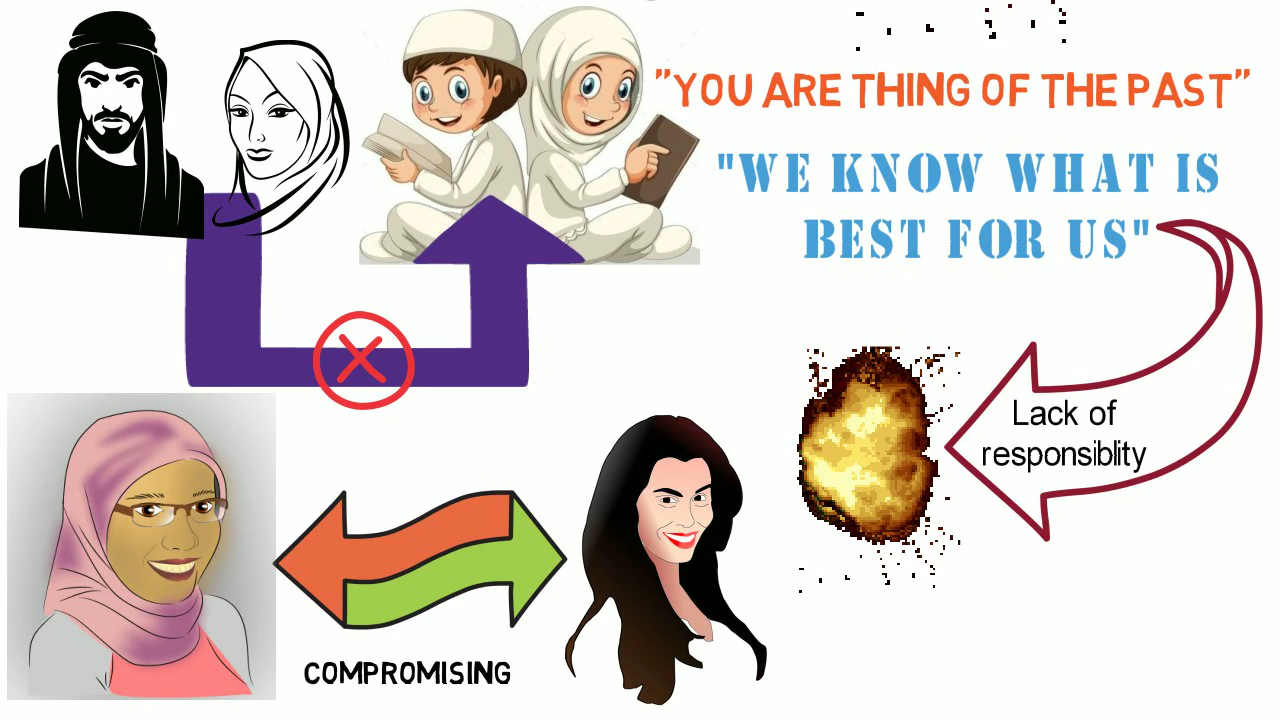 "YOU ARE THING OF THE PAST"
"WE KNOW WHAT IS
BEST FOR US"
Lack of
responsiblity
COMPROMISING